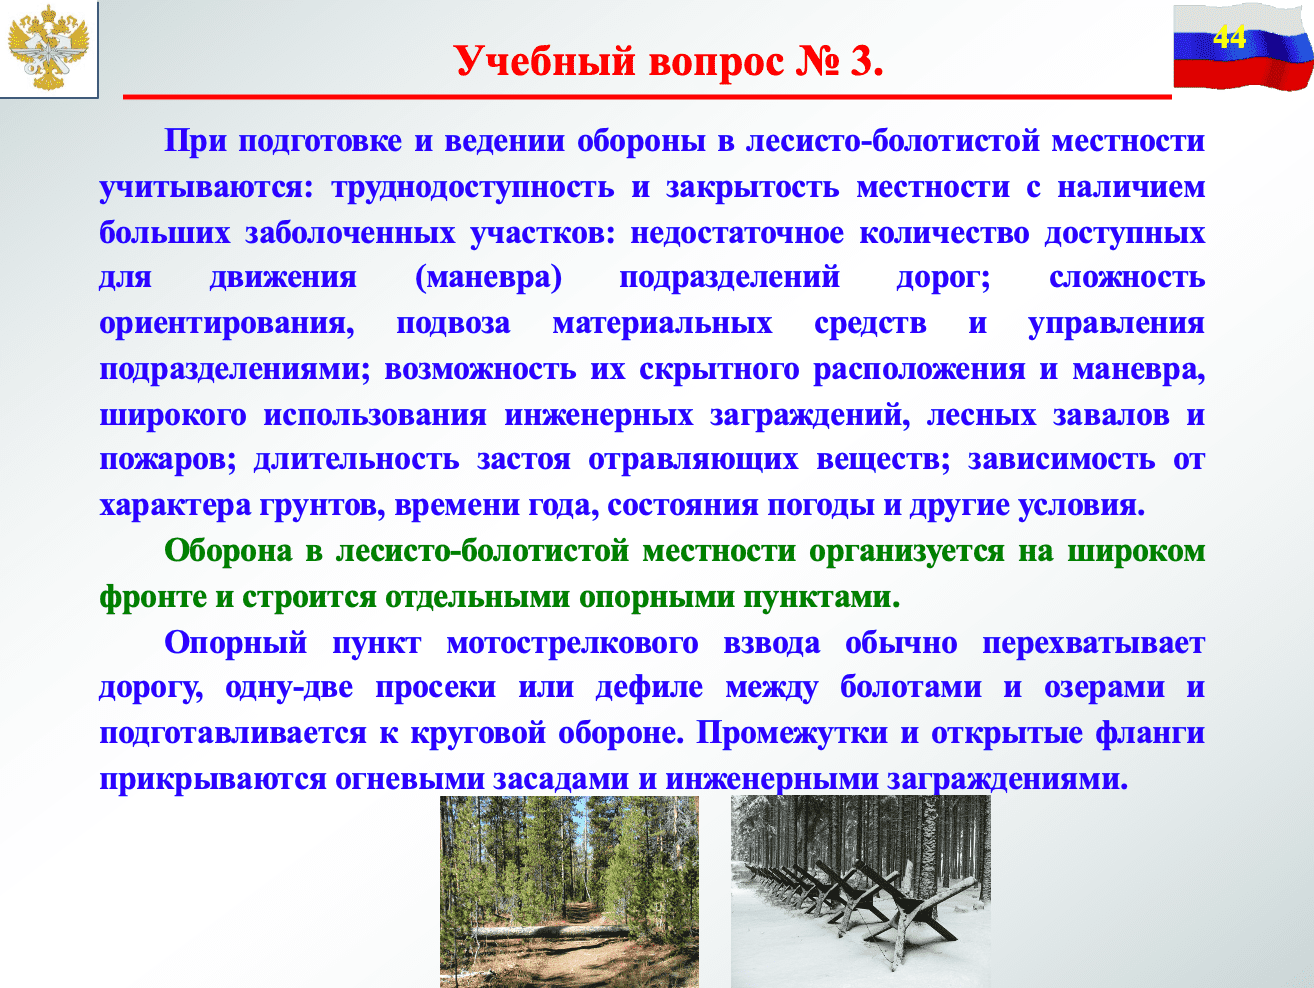 44
Учебный вопрос № 3.
При подготовке и ведении обороны в лесисто-болотистой местности
учитываются: труднодоступность и закрытость местности с наличием
больших заболоченных участков: недостаточное количество доступных
для движения (маневра) подразделений дорог; сложность
ориентирования, подвоза материальных средств и управления
подразделениями; возможность их скрытного расположения и маневра,
широкого использования инженерных заграждений, лесных завалов и
пожаров; длительность застоя отравляющих веществ; зависимость от
характера грунтов, времени года, состояния погоды и другие условия.
Оборона в лесисто-болотистой местности организуется на широком
фронте и строится отдельными опорными пунктами.
Опорный пункт мотострелкового взвода обычно перехватывает
дорогу, одну-две просеки или дефиле между болотами и озерами и
подготавливается к круговой обороне. Промежутки и открытые фланги
прикрываются огневыми засадами и инженерными заграждениями.